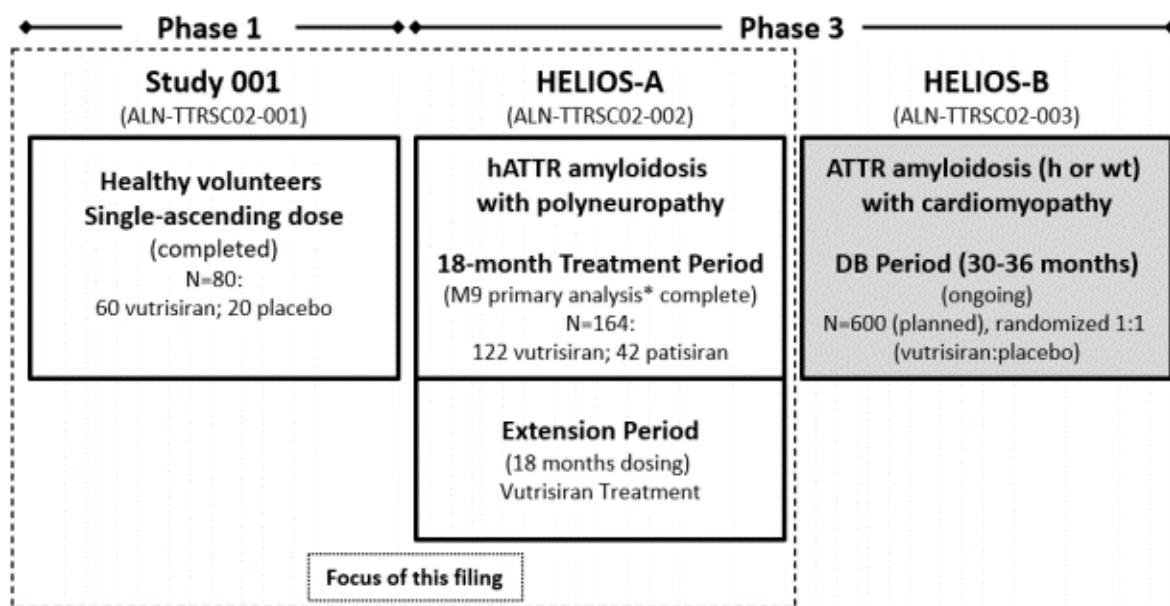 Phase 1
Phase 3
Study 001
(ALN-TTRSC02-001)
Healthy volunteers
Single-ascending dose
(completed)
N=80:
60 vutrisiran; 20 placebo
HELIOS-A
(ALN-TTRSC02-002)
hATTR amyloidosis
with polyneuropathy
18-month Treatment Period
(M9 primary analysis* complete)
N=164:
122 vutrisiran; 42 patisiran
Extension Period
(18 months dosing)
Vutrisiran Treatment
HELIOS-B
(ALN-TTRSC02-003)
ATTR amyloidosis (h or wt)
with cardiomyopathy
DB Period (30-36 months)
(ongoing)
N=600 (planned), randomized 1:1
(vutrisiran:placebo)
Focus of this filing